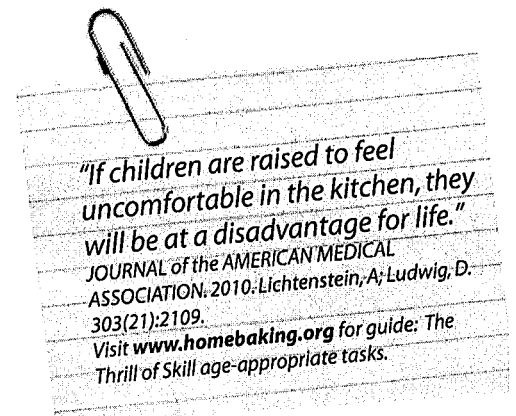 "If children are raised to feel
uncomfortable in the kitchen, they
will be at a disadvantage for life."
JOURNAL of the AMERICAN MEDICAL
ASSOCIATION. 2010. Lichtenstein, A; Ludwig, D.
303(21):2109.
Visit www.homebaking.org for guide: The
Thrill of Skill age-appropriate tasks.